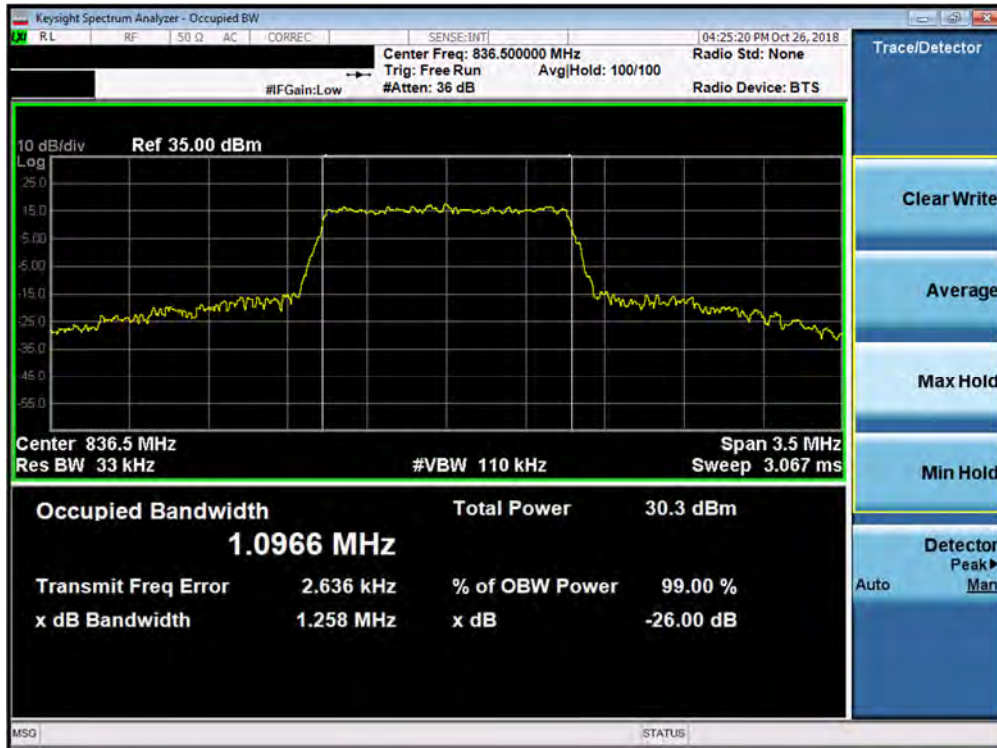 Keysight Spectrum Analyzer - Occupied BW
LXI RL RF 50 Ω AC CORREC SENSE:INT 04:25:20 PM Oct 26, 2018
Center Freq: 836.500000 MHz Radio Std: None
Trig: Free Run Avg|Hold: 100/100
#IFGain:Low #Atten: 36 dB Radio Device: BTS
Trace/Detector
10 dB/div Ref 35.00 dBm
Log
25.0
15.0
5.00
-5.00
-15.0
-25.0
-35.0
-45.0
-55.0
Center 836.5 MHz Span 3.5 MHz
Res BW 33 kHz #VBW 110 kHz Sweep 3.067 ms
Occupied Bandwidth Total Power 30.3 dBm
1.0966 MHz
Transmit Freq Error 2.636 kHz % of OBW Power 99.00 %
x dB Bandwidth 1.258 MHz x dB -26.00 dB
Clear Write
Average
Max Hold
Min Hold
Detector
Peak▶
Auto Man
MSG STATUS